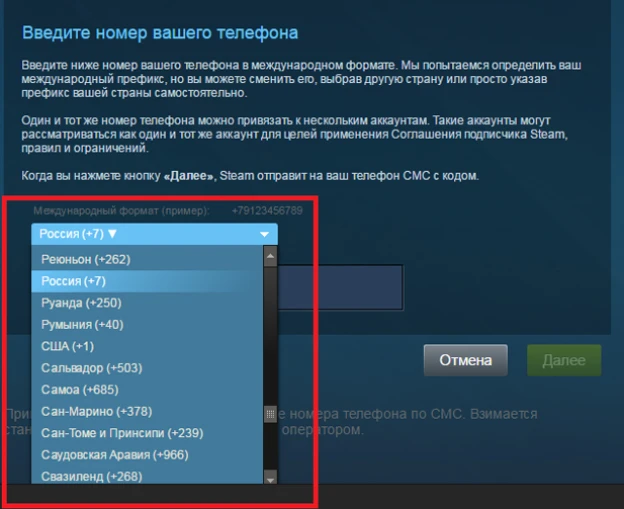 Введите номер вашего телефона
Введите ниже номер вашего телефона в международном формате. Мы попытаемся определить ваш
международный префикс, но вы можете сменить его, выбрав другую страну или просто указав
префикс вашей страны самостоятельно.
Один и тот же номер телефона можно привязать к нескольким аккаунтам. Такие аккаунты могут
рассматриваться как один и тот же аккаунт для целей применения Соглашения подписчика Steam,
правил и ограничений.
Когда вы нажмете кнопку «Далее», Steam отправит на ваш телефон СМС с кодом.
Международный формат (пример): +79123456789
Россия (+7) ▼
Реюньон (+262)
Россия (+7)
Руанда (+250)
Румыния (+40)
США (+1)
Сальвадор (+503)
Самоа (+685)
Сан-Марино (+378)
Сан-Томе и Принсипи (+239)
Саудовская Аравия (+966)
Свазиленд (+268)
Отмена
Далее
е номера телефона по СМС. Взимается
оператором.